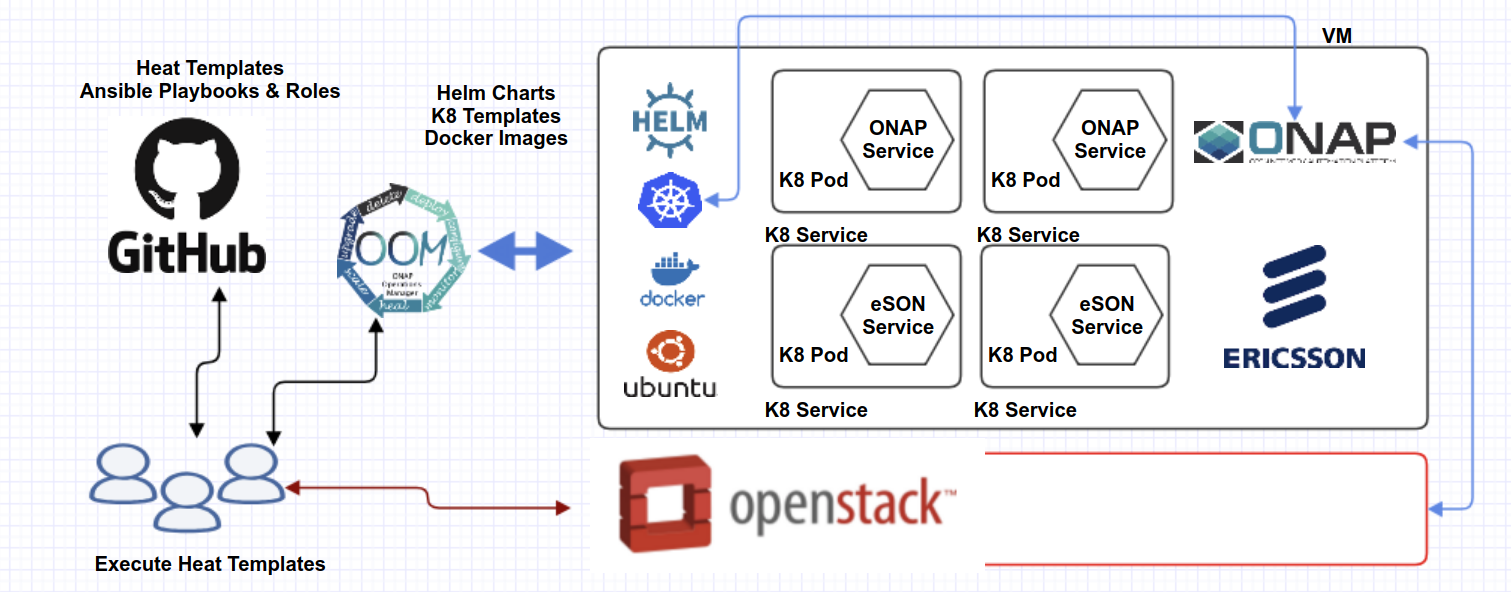 VM
Heat Templates
Ansible Playbooks & Roles
GitHub
Helm Charts
K8 Templates
Docker Images
delete
deploy
configure
monitor
heal
scale
upgrade
OOM
ONAP
Operations
Manager
HELM
docker
ubuntu
ONAP
Service
K8 Pod
K8 Service
ONAP
Service
K8 Pod
K8 Service
eSON
Service
K8 Pod
K8 Service
eSON
Service
K8 Pod
K8 Service
ONAP
ERICSSON
openstack™
Execute Heat Templates